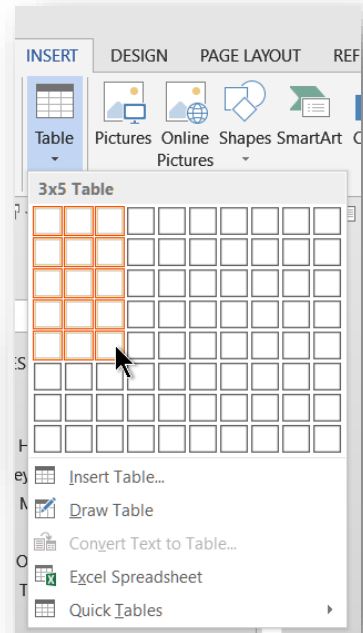 INSERT DESIGN PAGE LAYOUT REF
Table Pictures Online Shapes SmartArt
Pictures
3x5 Table
Insert Table...
Draw Table
Convert Text to Table...
Excel Spreadsheet
Quick Tables